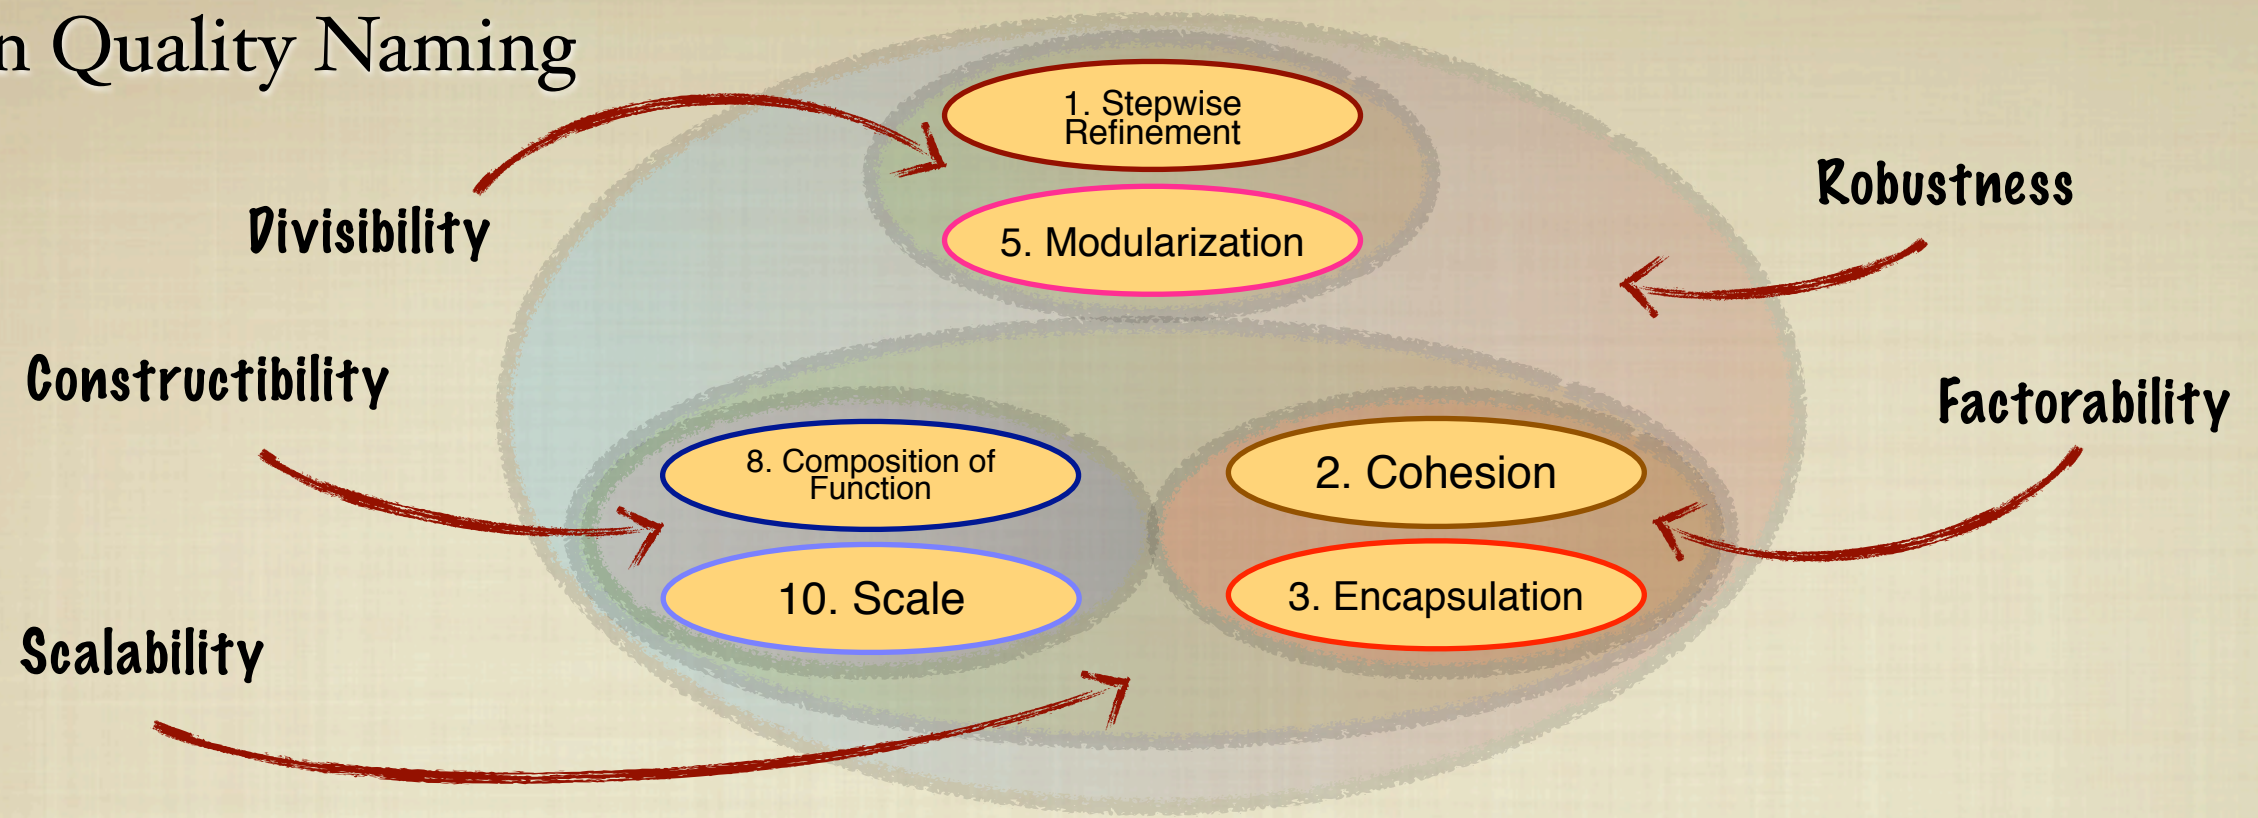 n Quality Naming
1. Stepwise
Refinement
Robustness
Divisibility
5. Modularization
Constructibility
Factorability
8. Composition of
Function
2. Cohesion
10. Scale
3. Encapsulation
Scalability